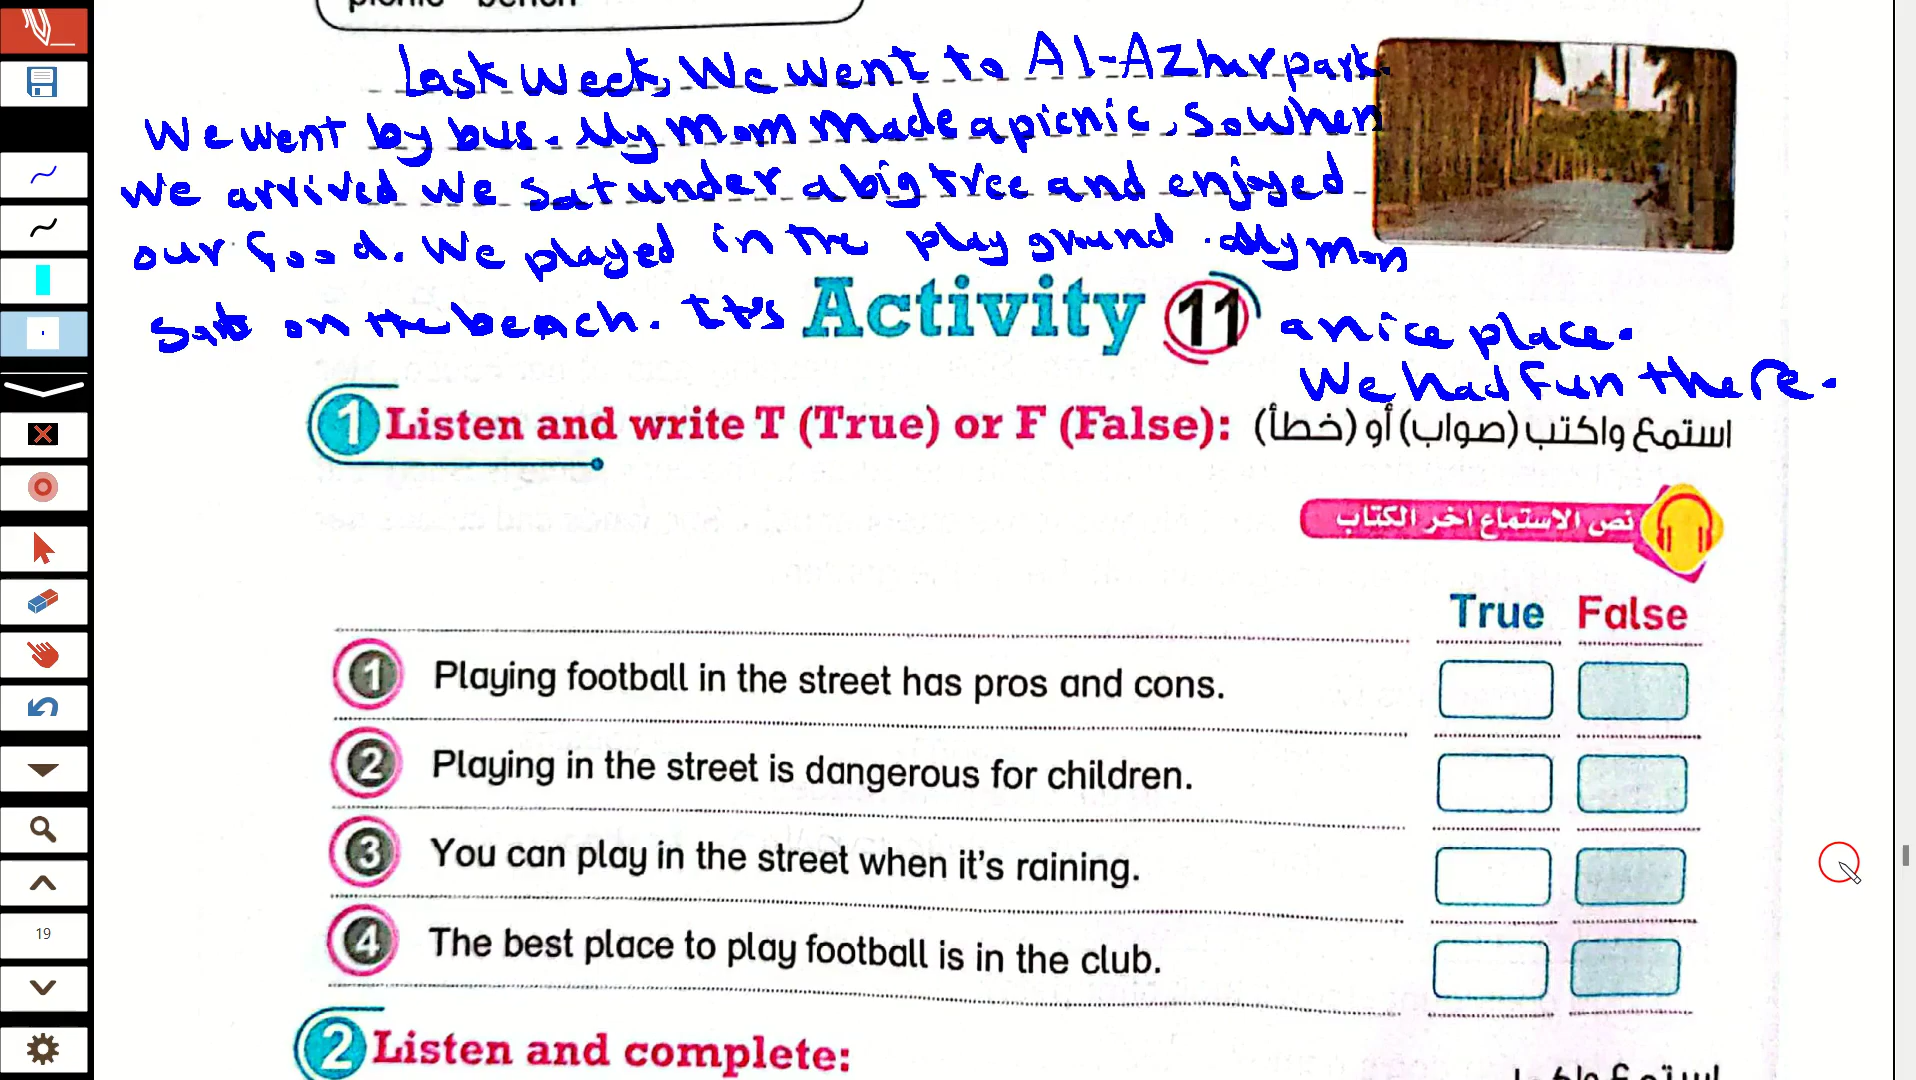 picnic - bench
Lask week, We went to Al-Azhar park.
We went by bus. My Mom Made a picnic, so when
We arrived we sat under a big tree and enjoyed
our food. We played in the play ground. My Mom
Sat on the beach. It's a nice place.
We had Fun there.
Activity 11
1 Listen and write T (True) or F (False): استمع واكتب (صواب) أو (خطأ)
نص الاستماع اخر الكتاب
True False
1 Playing football in the street has pros and cons.
2 Playing in the street is dangerous for children.
3 You can play in the street when it's raining.
4 The best place to play football is in the club.
2 Listen and complete:
19